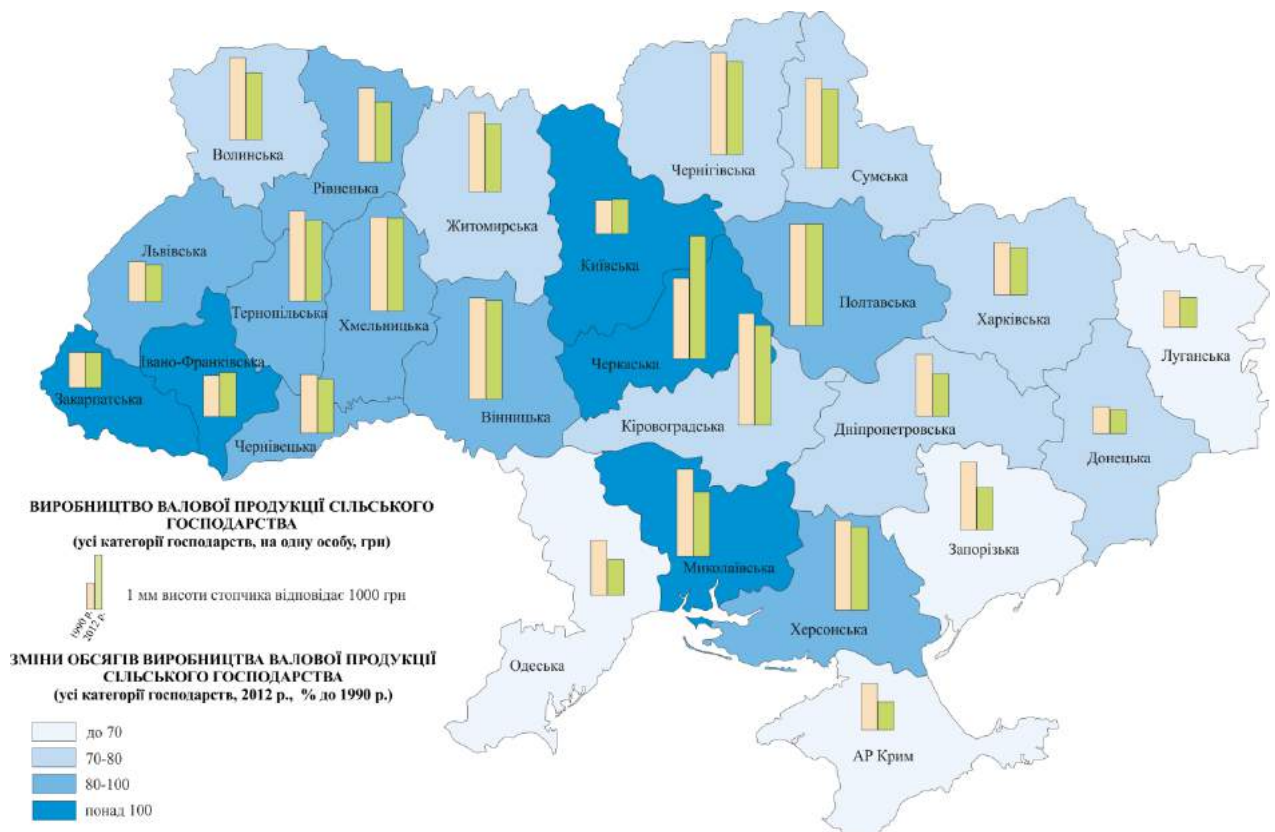 Волинська
Рівненька
Житомирська
Чернігівська
Сумська
Львівська
Тернопільська
Хмельницька
Київська
Полтавська
Харківська
Луганська
Івано-Франківська
Закарпатська
Чернівецька
Вінницька
Черкаська
Кіровоградська
Дніпропетровська
Донецька
Запорізька
Миколаївська
Херсонська
Одеська
АР Крим
ВИРОБНИЦТВО ВАЛОВОЇ ПРОДУКЦІЇ СІЛЬСЬКОГО
ГОСПОДАРСТВА
(усі категорії господарств, на одну особу, грн)
1990 р.
2012 р.
1 мм висоти стопчика відповідає 1000 грн
ЗМІНИ ОБСЯГІВ ВИРОБНИЦТВА ВАЛОВОЇ ПРОДУКЦІЇ
СІЛЬСЬКОГО ГОСПОДАРСТВА
(усі категорії господарств, 2012 р., % до 1990 р.)
до 70
70-80
80-100
понад 100